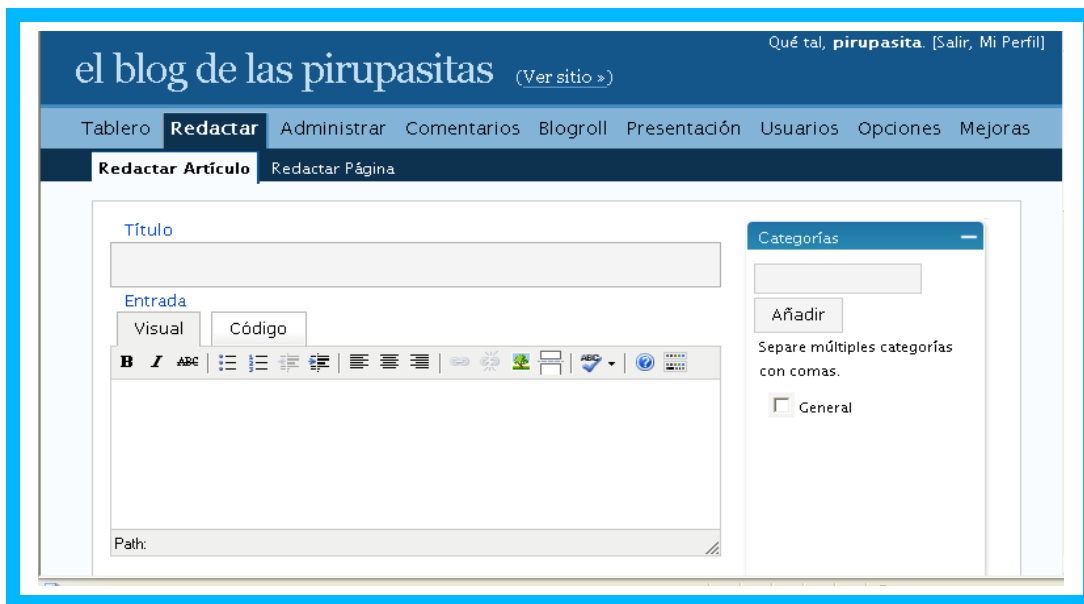 Qué tal, pirupasita. [Salir, Mi Perfil]
el blog de las pirupasitas (Ver sitio »)
Tablero Redactar Administrar Comentarios Blogroll Presentación Usuarios Opciones Mejoras
Redactar Artículo Redactar Página
Título
Categorías
Entrada
Añadir
Visual Código
Separe múltiples categorías
con comas.
B I ABC ABC
General
Path: